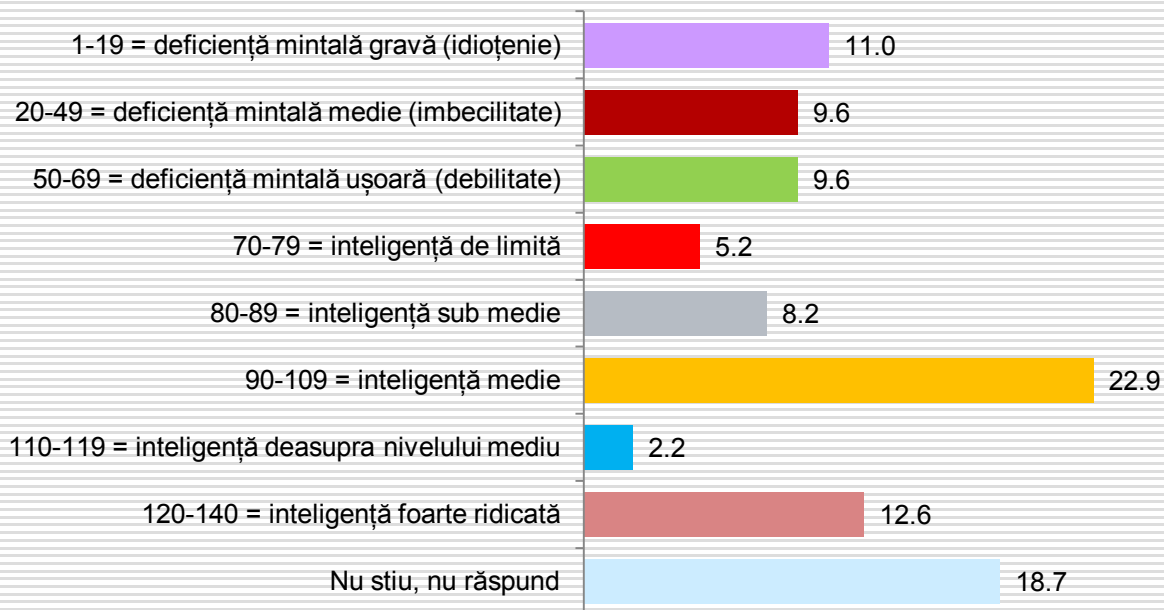 1-19 = deficiență mintală gravă (idioțenie) 11.0
20-49 = deficiență mintală medie (imbecilitate) 9.6
50-69 = deficiență mintală ușoară (debilitate) 9.6
70-79 = inteligență de limită 5.2
80-89 = inteligență sub medie 8.2
90-109 = inteligență medie 22.9
110-119 = inteligență deasupra nivelului mediu 2.2
120-140 = inteligență foarte ridicată 12.6
Nu stiu, nu răspund 18.7